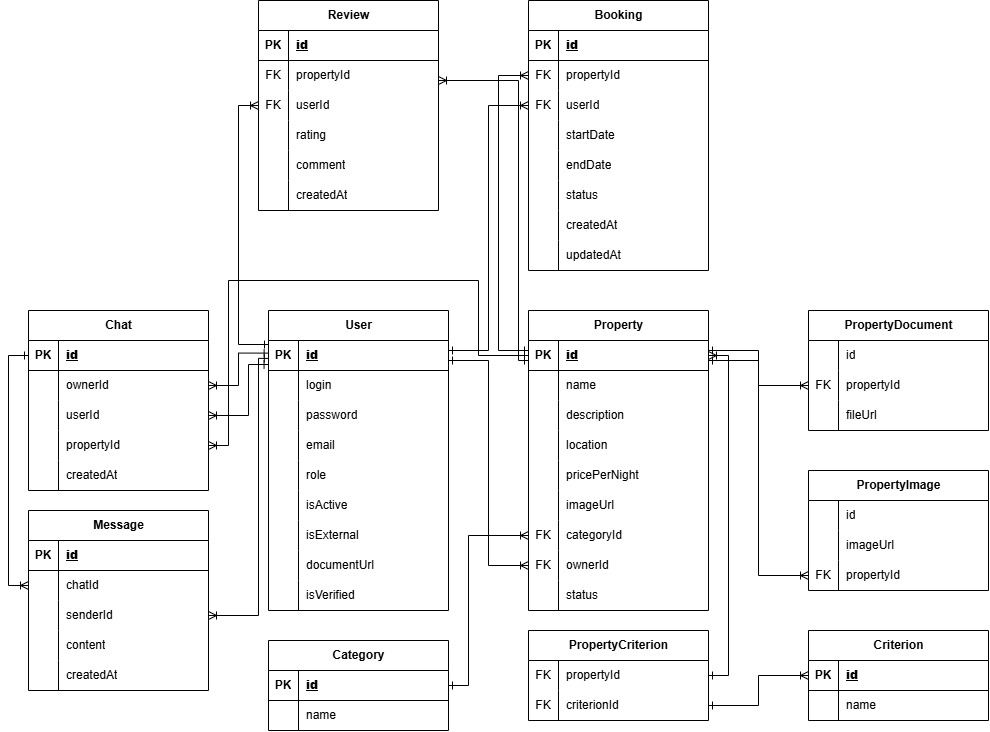 Review
PK id
FK propertyId
FK userId
rating
comment
createdAt
Booking
PK id
FK propertyId
FK userId
startDate
endDate
status
createdAt
updatedAt
Chat
PK id
ownerId
userId
propertyId
createdAt
User
PK id
login
password
email
role
isActive
isExternal
documentUrl
isVerified
Property
PK id
name
description
location
pricePerNight
imageUrl
FK categoryId
FK ownerId
status
PropertyDocument
id
FK propertyId
fileUrl
PropertyImage
id
imageUrl
FK propertyId
Message
PK id
chatId
senderId
content
createdAt
Category
PK id
name
PropertyCriterion
FK propertyId
FK criterionId
Criterion
PK id
name